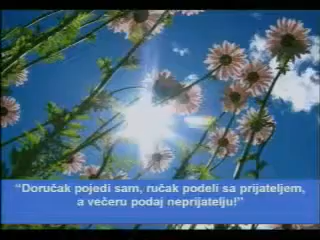 “Doručak pojedi sam, ručak podeli sa prijateljem,
a večeru podaj neprijatelju!”